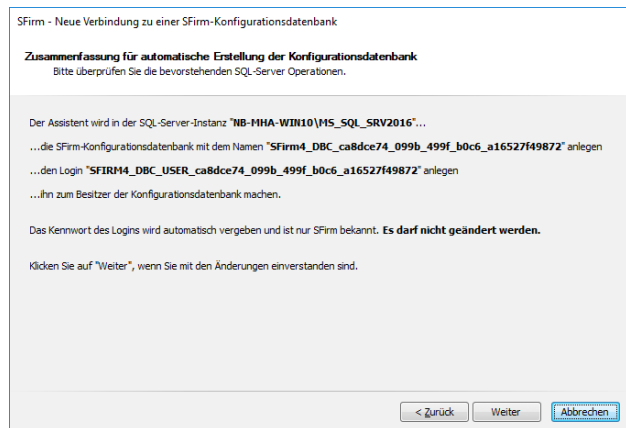 SFirm - Neue Verbindung zu einer SFirm-Konfigurationsdatenbank
Zusammenfassung für automatische Erstellung der Konfigurationsdatenbank
Bitte überprüfen Sie die bevorstehenden SQL-Server Operationen.
Der Assistent wird in der SQL-Server-Instanz "NB-MHA-WIN10\MS_SQL_SRV2016"...
...die SFirm-Konfigurationsdatenbank mit dem Namen "SFirm4_DBC_ca8dce74_099b_499f_b0c6_a16527f49872" anlegen
...den Login "SFIRM4_DBC_USER_ca8dce74_099b_499f_b0c6_a16527f49872" anlegen
...ihn zum Besitzer der Konfigurationsdatenbank machen.
Das Kennwort des Logins wird automatisch vergeben und ist nur SFirm bekannt. Es darf nicht geändert werden.
Klicken Sie auf "Weiter", wenn Sie mit den Änderungen einverstanden sind.
< Zurück Weiter Abbrechen